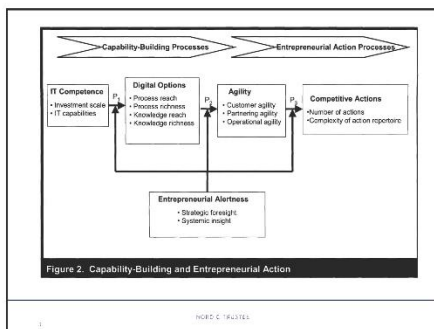 Capability-Building Processes
Entrepreneurial Action Processes
IT Competence
• Investment scale
• IT capabilities
P1
Digital Options
• Process reach
• Process richness
• Knowledge reach
• Knowledge richness
P2
Agility
• Customer agility
• Partnering agility
• Operational agility
P3
Competitive Actions
•Number of actions
•Complexity of action repertoire
Entrepreneurial Alertness
• Strategic foresight
• Systemic insight
Figure 2. Capability-Building and Entrepreneurial Action
1